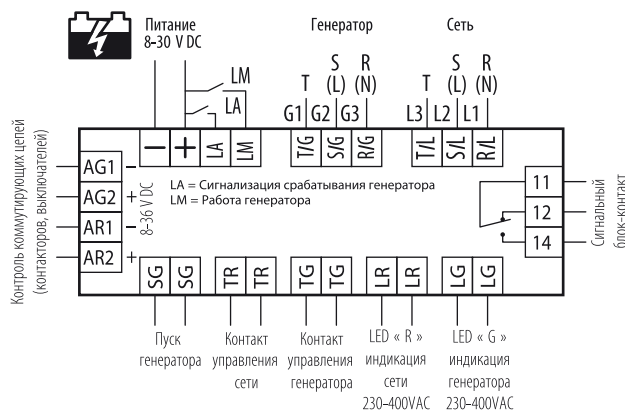 Питание
8–30 V DC
Генератор
Сеть
LM
LA
T
S
(L)
R
(N)
T
S
(L)
R
(N)
G1
G2
G3
L3
L2
L1
–
+
LA
LM
T/G
S/G
R/G
T/L
S/L
R/L
Контроль коммутирующих цепей
(контакторов, выключателей)
AG1 –
AG2 +
AR1 –
AR2 +
8–36 V DC
LA = Сигнализация срабатывания генератора
LM = Работа генератора
11
12
14
Сигнальный
блок-контакт
SG
SG
TR
TR
TG
TG
LR
LR
LG
LG
Пуск
генератора
Контакт
управления
сети
Контакт
управления
генератора
LED « R »
индикация
сети
230–400VAC
LED « G »
индикация
генератора
230–400VAC